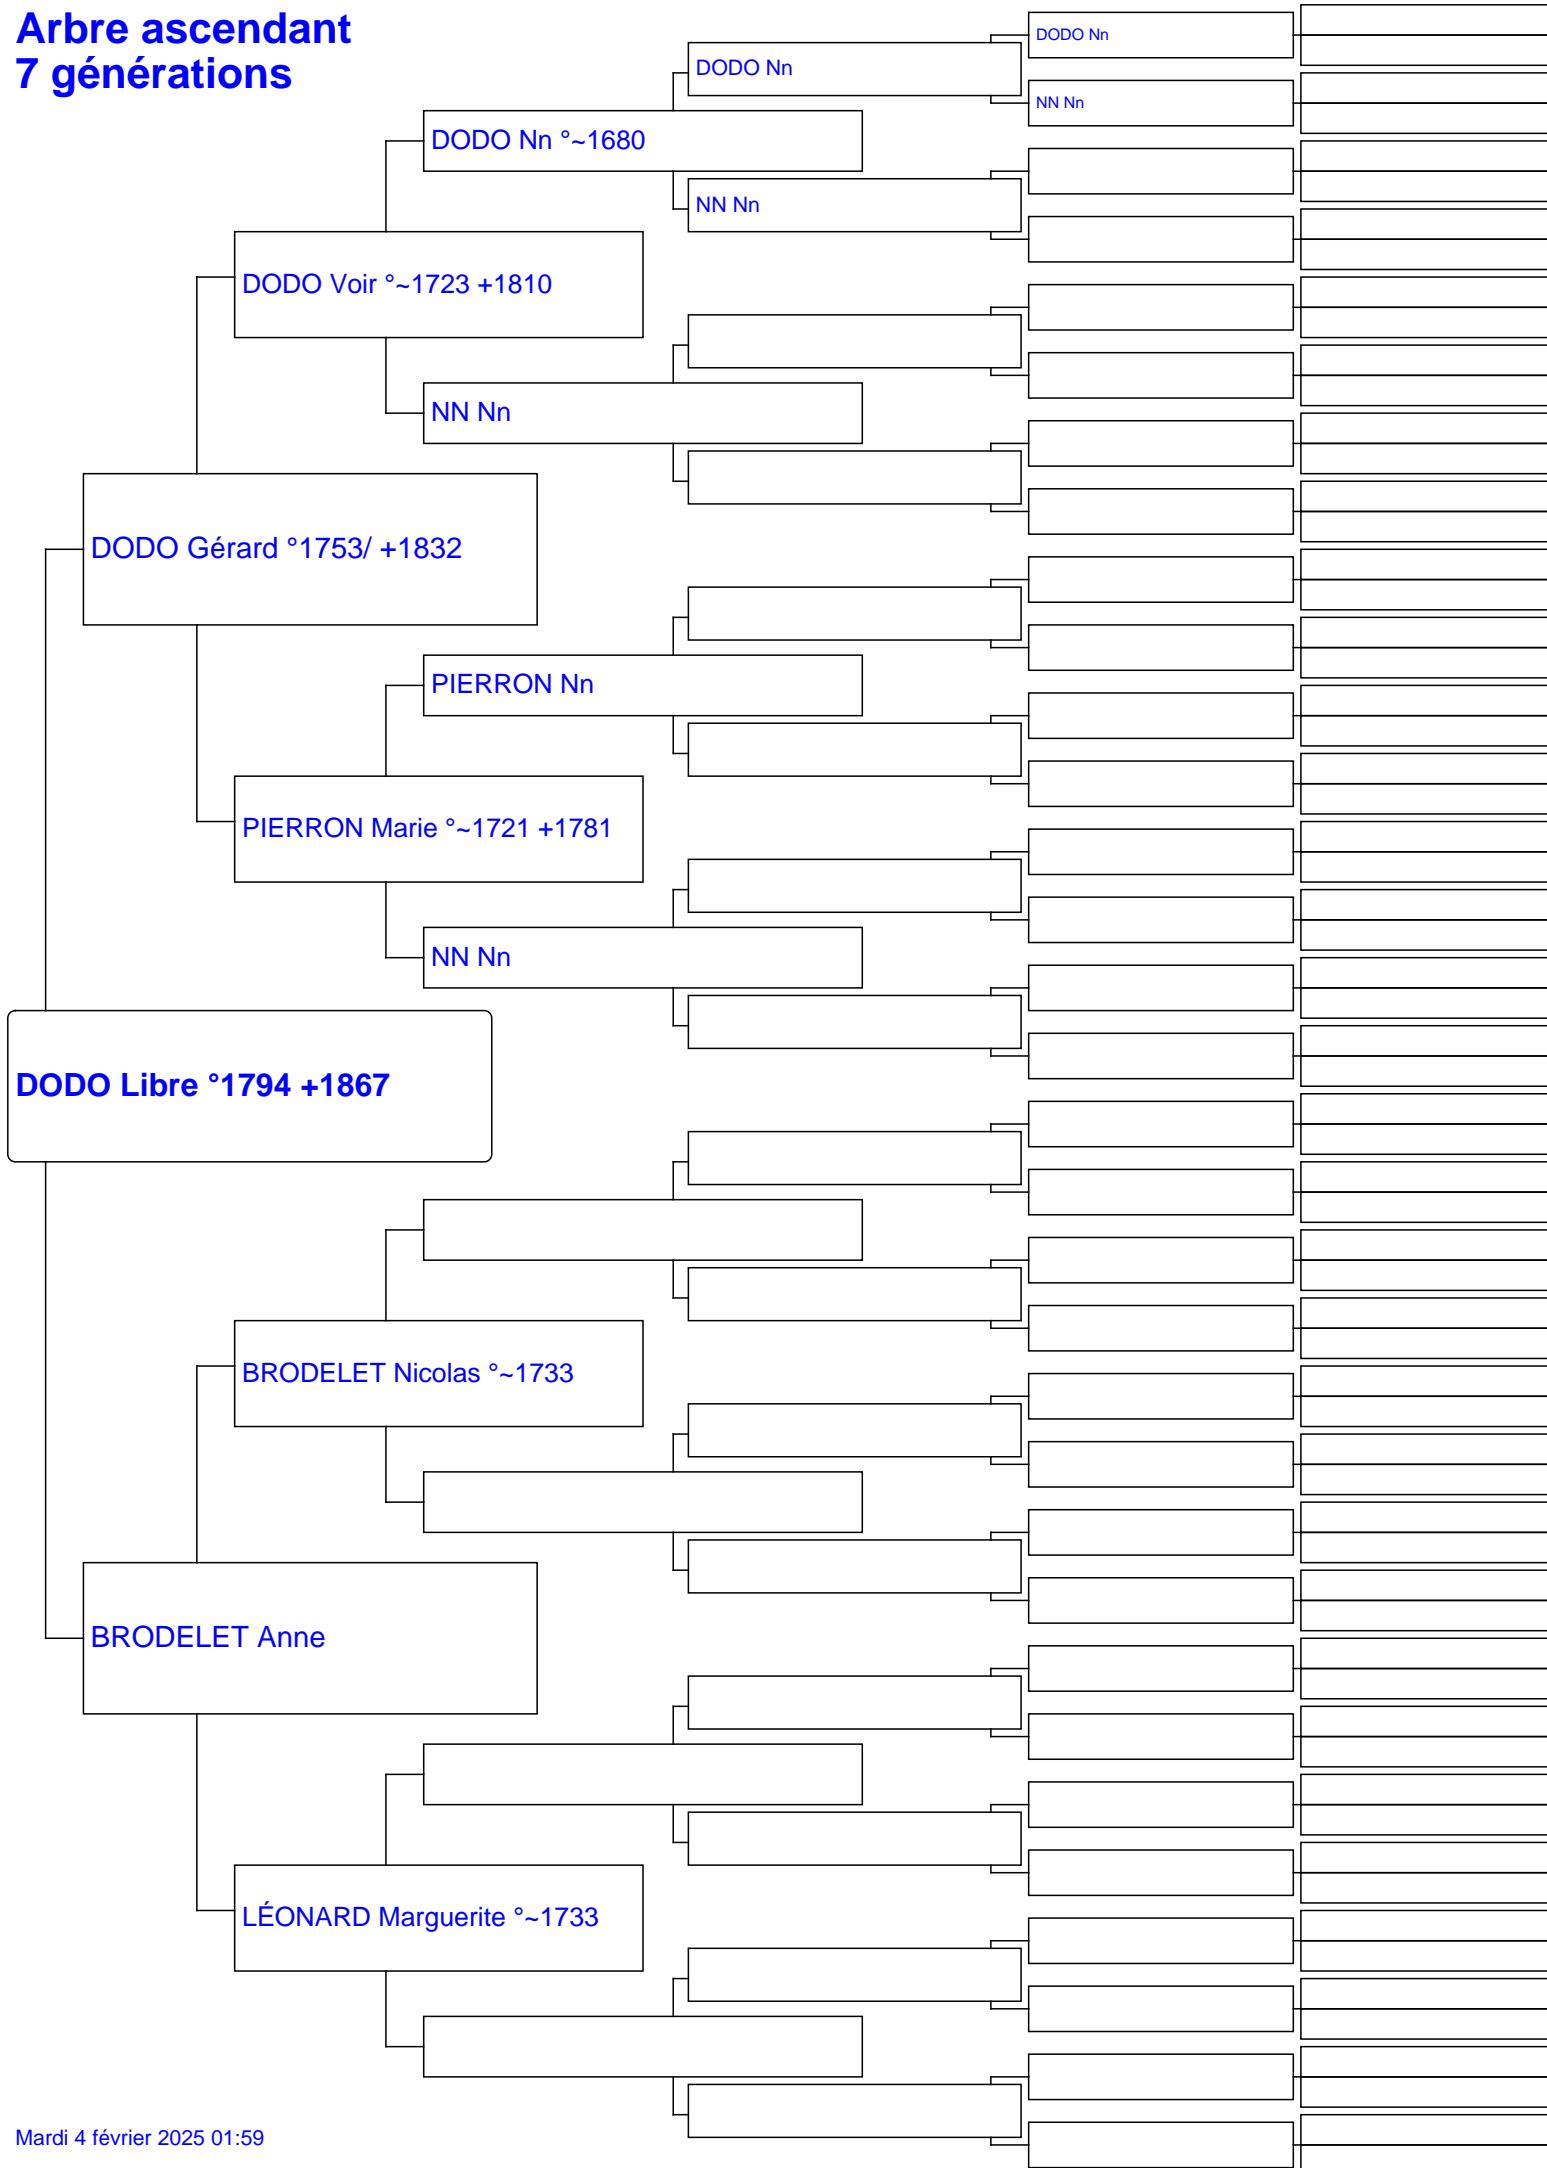 Arbre ascendant
7 générations
DODO Nn
DODO Nn
NN Nn
DODO Nn °~1680
NN Nn
DODO Voir °~1723 +1810
NN Nn
DODO Gérard °1753/ +1832
PIERRON Nn
PIERRON Marie °~1721 +1781
NN Nn
DODO Libre °1794 +1867
BRODELET Nicolas °~1733
BRODELET Anne
LÉONARD Marguerite °~1733
Mardi 4 février 2025 01:59